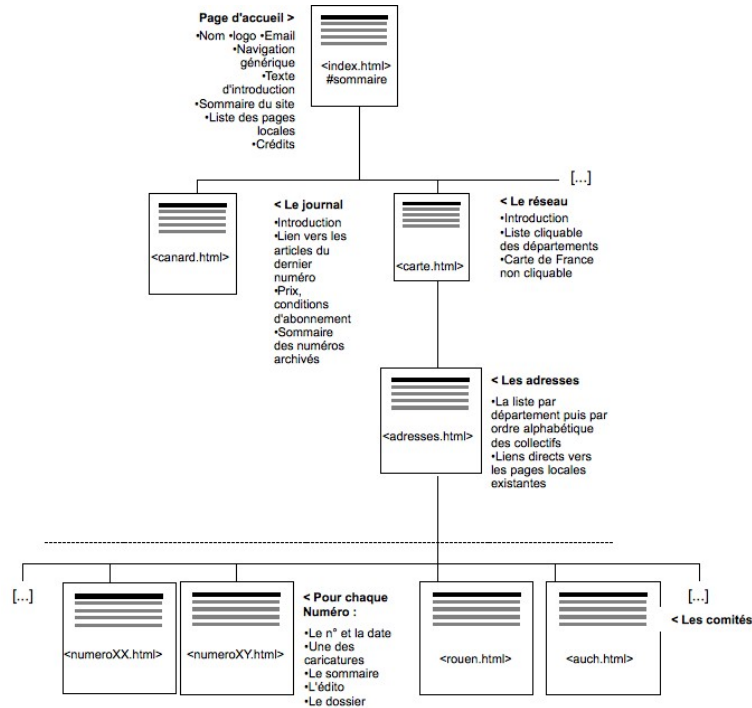 Page d'accueil >
•Nom •logo •Email
•Navigation
générique
•Texte
d'introduction
•Sommaire du site
•Liste des pages
locales
•Crédits
<index.html>
#sommaire
[...]
<canard.html>
< Le journal
•Introduction
•Lien vers les
articles du
dernier
numéro
•Prix,
conditions
d'abonnement
•Sommaire
des numéros
archivés
<carte.html>
< Le réseau
•Introduction
•Liste cliquable
des départements
•Carte de France
non cliquable
<adresses.html>
< Les adresses
•La liste par
département puis par
ordre alphabétique
des collectifs
•Liens directs vers
les pages locales
existantes
[...]
<numeroXX.html>
<numeroXY.html>
< Pour chaque
Numéro :
•Le n° et la date
•Une des
caricatures
•Le sommaire
•L'édito
•Le dossier
<rouen.html>
<auch.html>
[...]
< Les comités